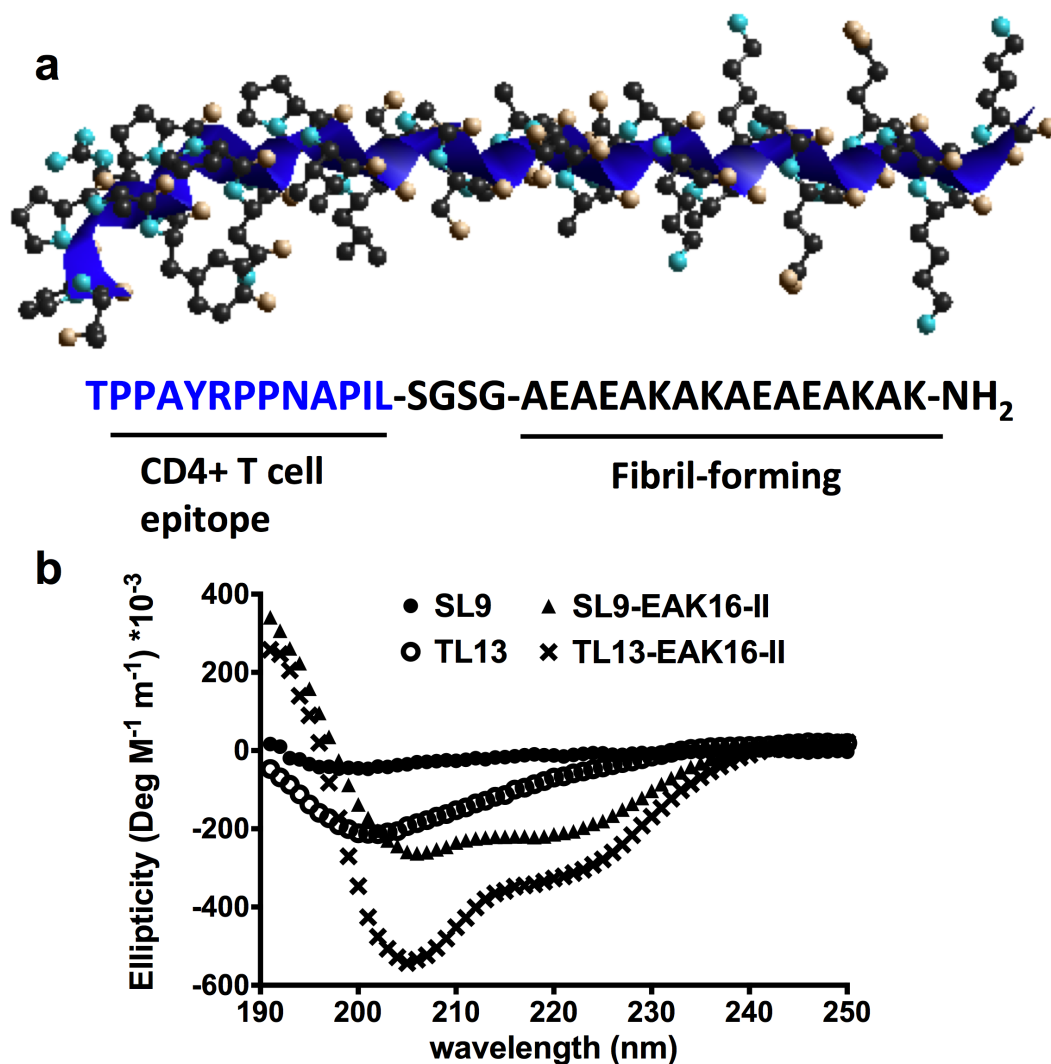 a
TPPAYRPPNAPIL-SGSG-AEAEAKAKAEAEAKAK-NH₂
CD4+ T cell epitope
Fibril-forming
b
Ellipticity (Deg M⁻¹ m⁻¹) *10⁻³
400
200
0
-200
-400
-600
SL9
SL9-EAK16-II
TL13
TL13-EAK16-II
190 200 210 220 230 240 250
wavelength (nm)